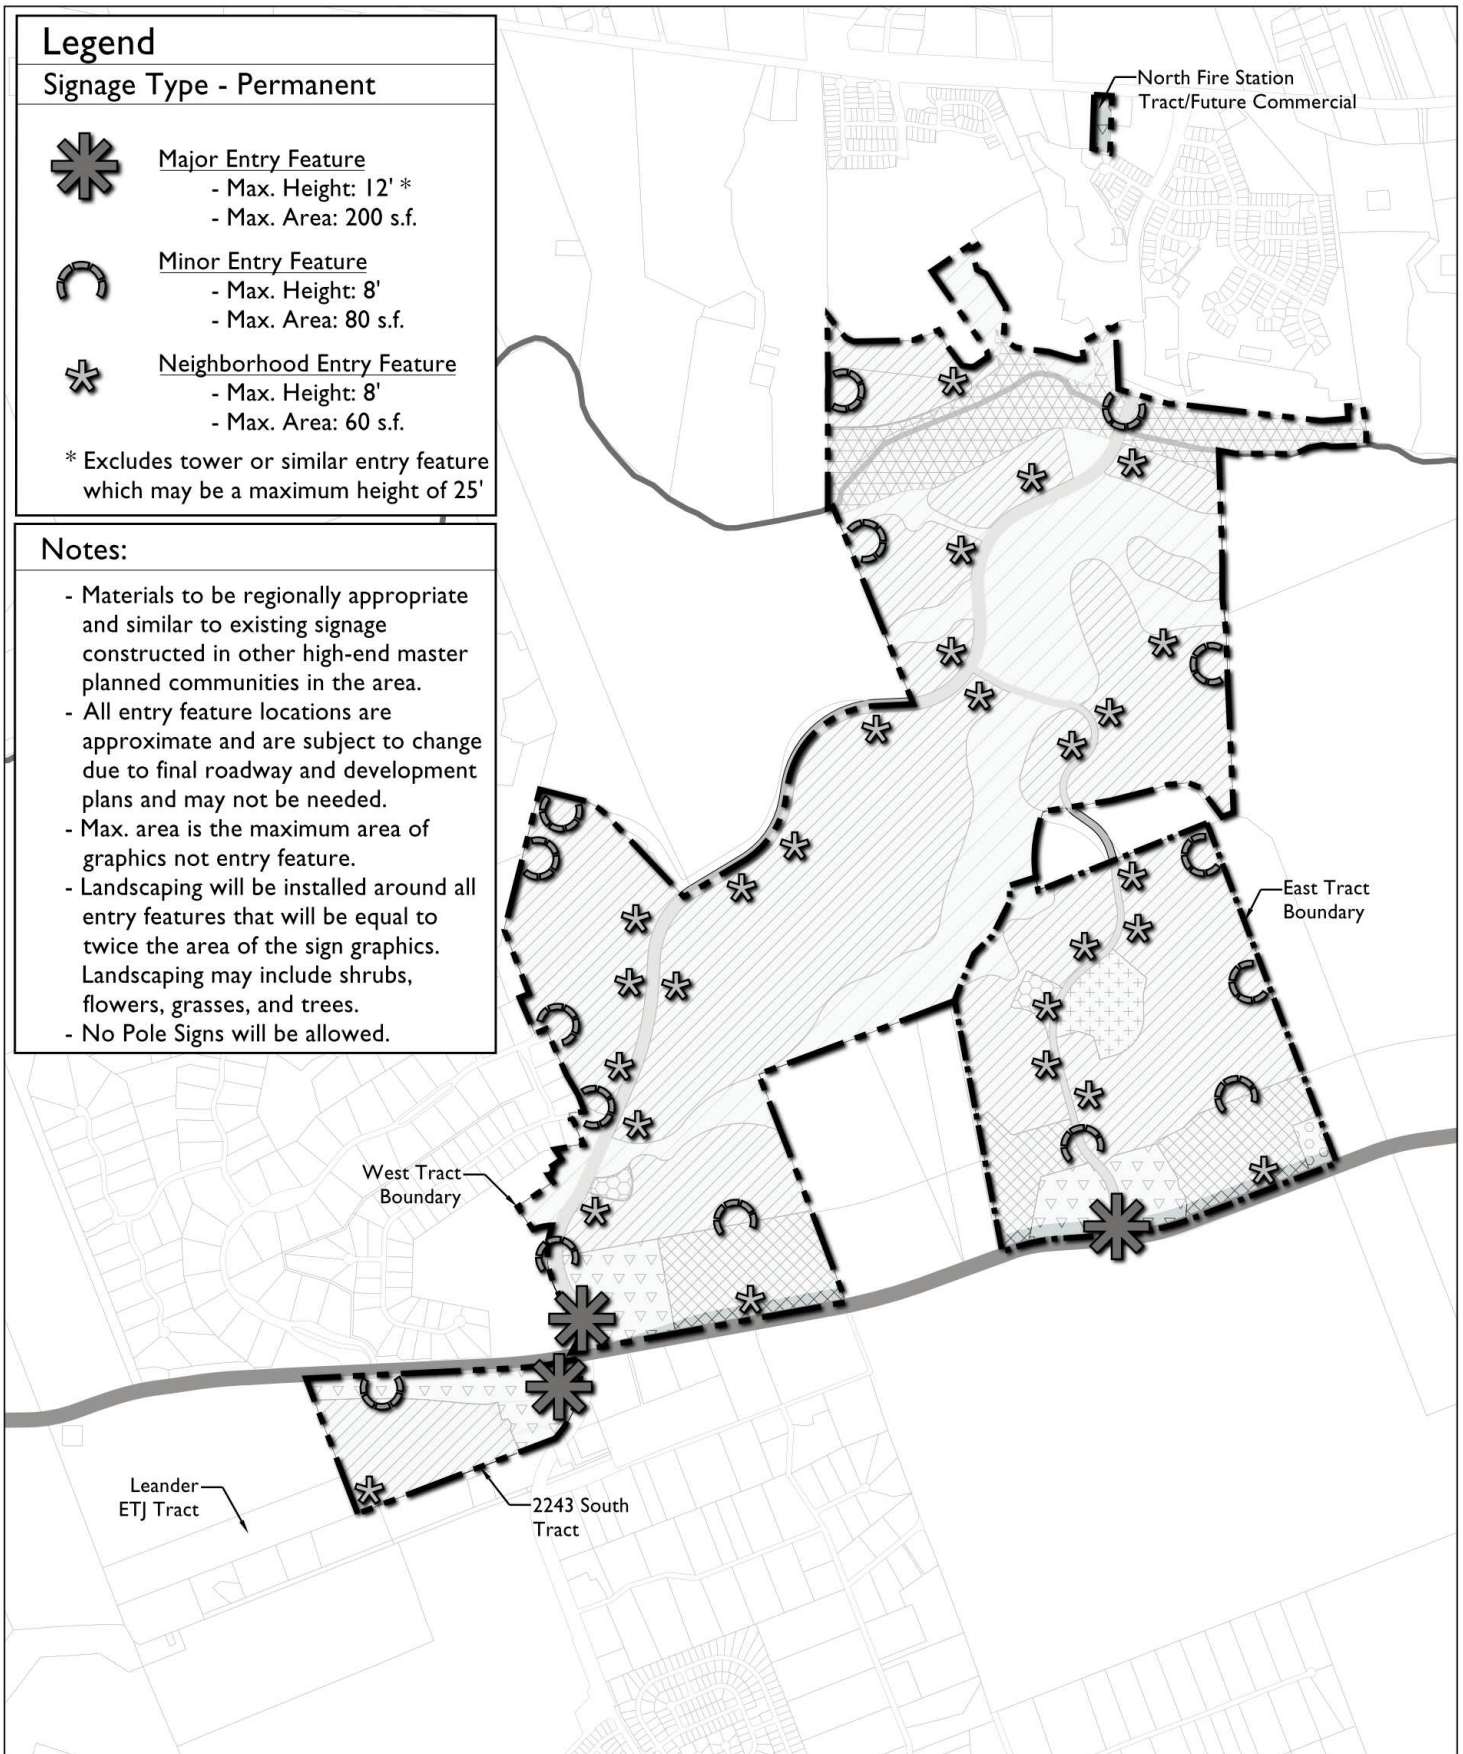 Legend
Signage Type - Permanent
Major Entry Feature
- Max. Height: 12' *
- Max. Area: 200 s.f.
Minor Entry Feature
- Max. Height: 8'
- Max. Area: 80 s.f.
Neighborhood Entry Feature
- Max. Height: 8'
- Max. Area: 60 s.f.
* Excludes tower or similar entry feature
which may be a maximum height of 25'
Notes:
- Materials to be regionally appropriate
and similar to existing signage
constructed in other high-end master
planned communities in the area.
- All entry feature locations are
approximate and are subject to change
due to final roadway and development
plans and may not be needed.
- Max. area is the maximum area of
graphics not entry feature.
- Landscaping will be installed around all
entry features that will be equal to
twice the area of the sign graphics.
Landscaping may include shrubs,
flowers, grasses, and trees.
- No Pole Signs will be allowed.
North Fire Station
Tract/Future Commercial
East Tract
Boundary
West Tract
Boundary
Leander
ETJ Tract
2243 South
Tract